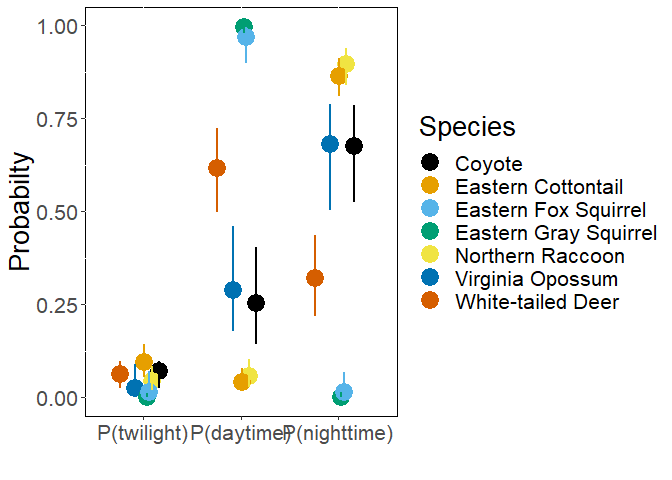 Probabilty
1.00
0.75
0.50
0.25
0.00
P(twilight) P(daytime) P(nighttime)
Species
Coyote
Eastern Cottontail
Eastern Fox Squirrel
Eastern Gray Squirrel
Northern Raccoon
Virginia Opossum
White-tailed Deer